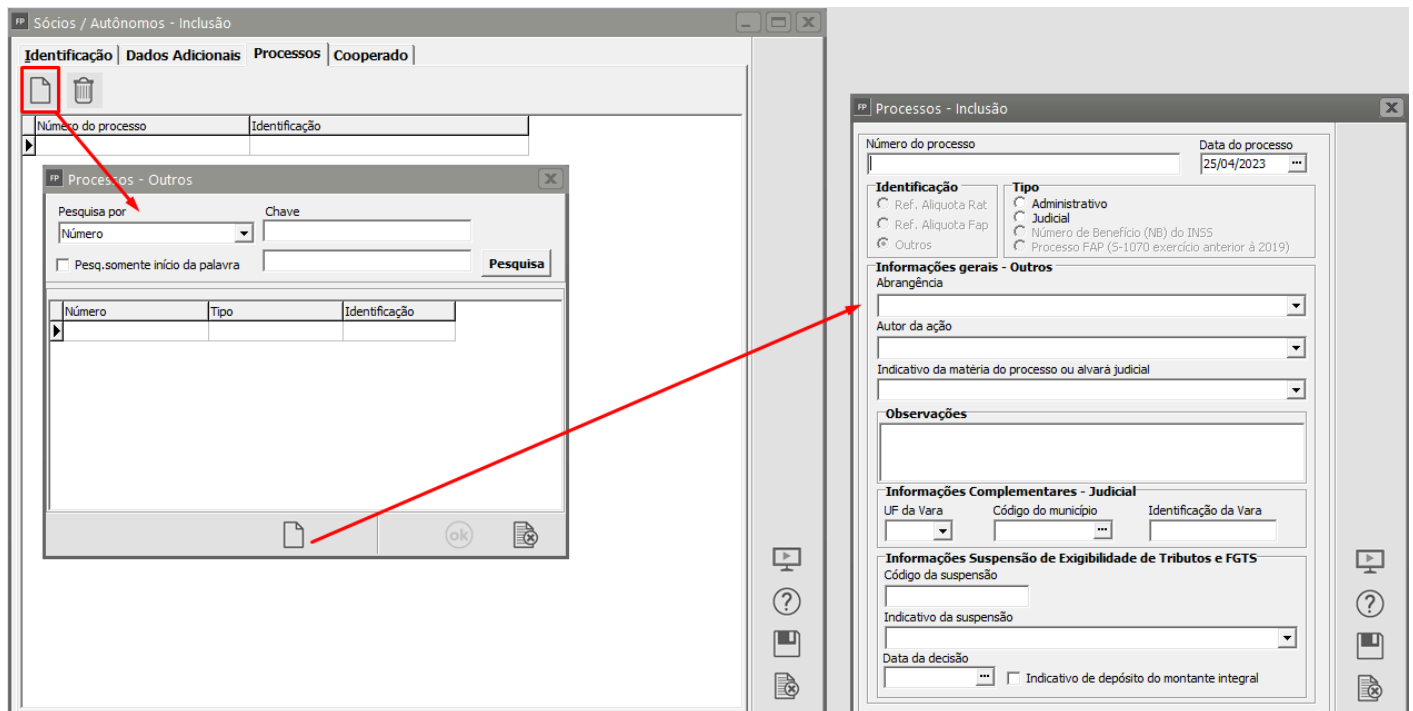 FP Sócios / Autônomos - Inclusão
Identificação Dados Adicionais Processos Cooperado
Número do processo Identificação
FP Processos - Outros
Pesquisa por Chave
Número
Pesq.somente início da palavra Pesquisa
Número Tipo Identificação
ok
FP Processos - Inclusão
Número do processo Data do processo
25/04/2023 ...
Identificação Tipo
Ref. Aliquota Rat Administrativo
Judicial
Ref. Aliquota Fap Número de Benefício (NB) do INSS
Outros Processo FAP (S-1070 exercício anterior à 2019)
Informações gerais - Outros
Abrangência
Autor da ação
Indicativo da matéria do processo ou alvará judicial
Observações
Informações Complementares - Judicial
UF da Vara Código do município Identificação da Vara
...
Informações Suspensão de Exigibilidade de Tributos e FGTS
Código da suspensão
Indicativo da suspensão
Data da decisão
... Indicativo de depósito do montante integral